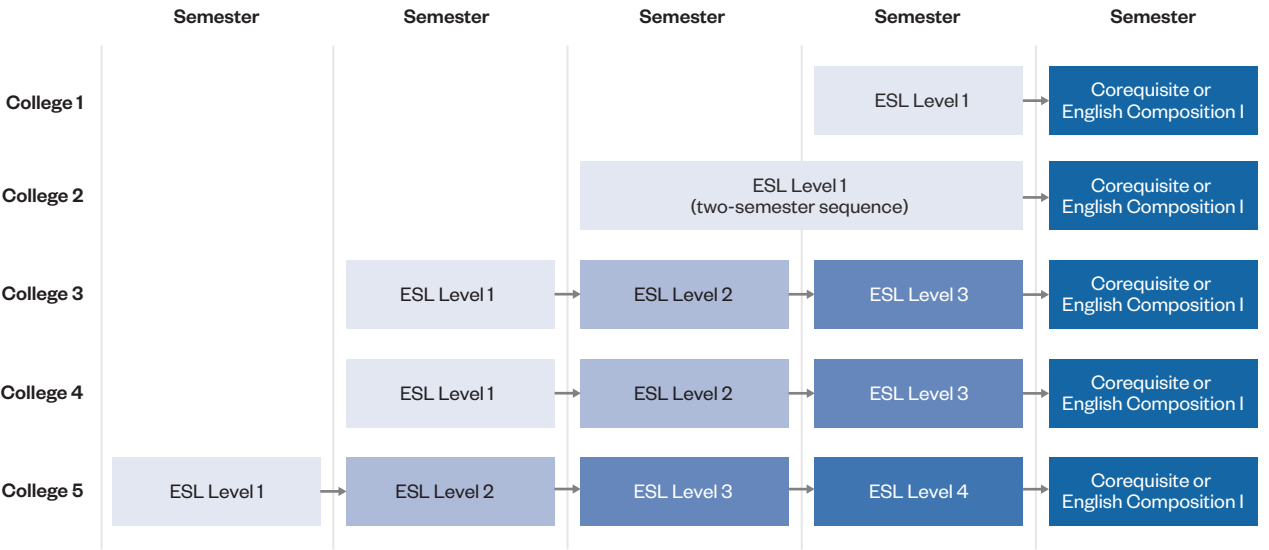 Semester Semester Semester Semester Semester
College 1
ESL Level 1
Corequisite or
English Composition I
College 2
ESL Level 1
(two-semester sequence)
Corequisite or
English Composition I
College 3
ESL Level 1
ESL Level 2
ESL Level 3
Corequisite or
English Composition I
College 4
ESL Level 1
ESL Level 2
ESL Level 3
Corequisite or
English Composition I
College 5
ESL Level 1
ESL Level 2
ESL Level 3
ESL Level 4
Corequisite or
English Composition I